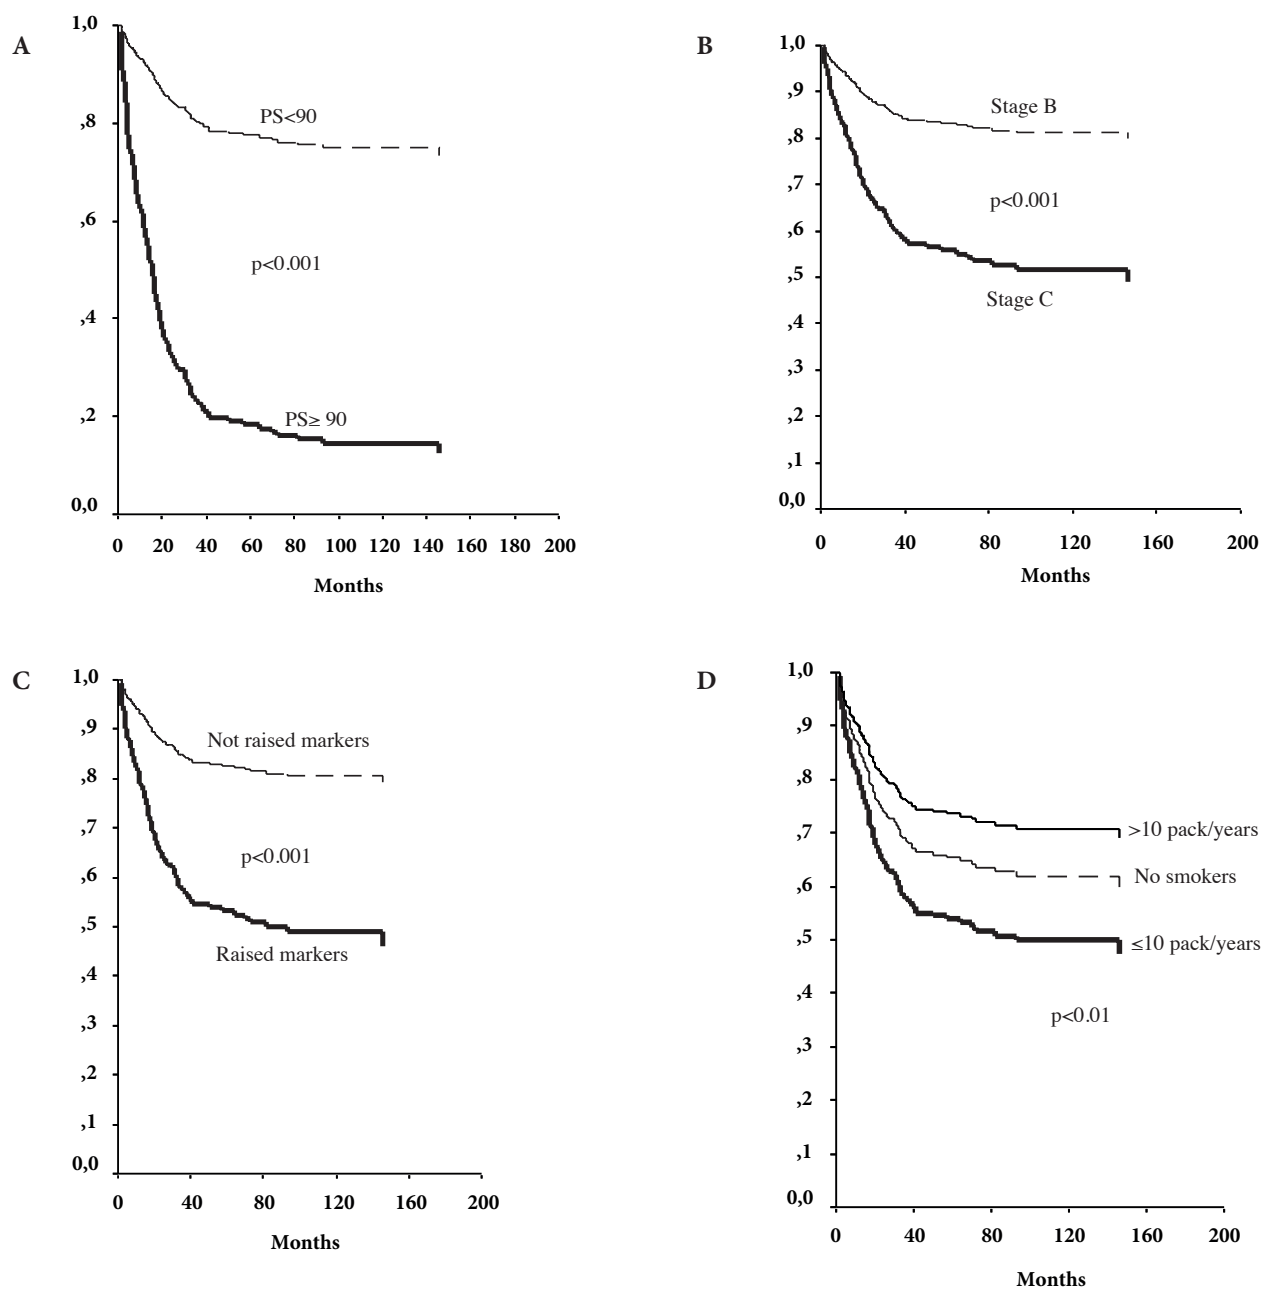 A
1,0
,8
,6
,4
,2
0,0
PS<90
p<0.001
PS≥ 90
0 20 40 60 80 100 120 140 160 180 200
Months
B
1,0
,9
,8
,7
,6
,5
,4
,3
,2
,1
0,0
Stage B
p<0.001
Stage C
0 40 80 120 160 200
Months
C
1,0
,9
,8
,7
,6
,5
,4
,3
,2
,1
0,0
Not raised markers
p<0.001
Raised markers
0 40 80 120 160 200
Months
D
1,0
,9
,8
,7
,6
,5
,4
,3
,2
,1
0,0
>10 pack/years
No smokers
≤10 pack/years
p<0.01
0 40 80 120 160 200
Months